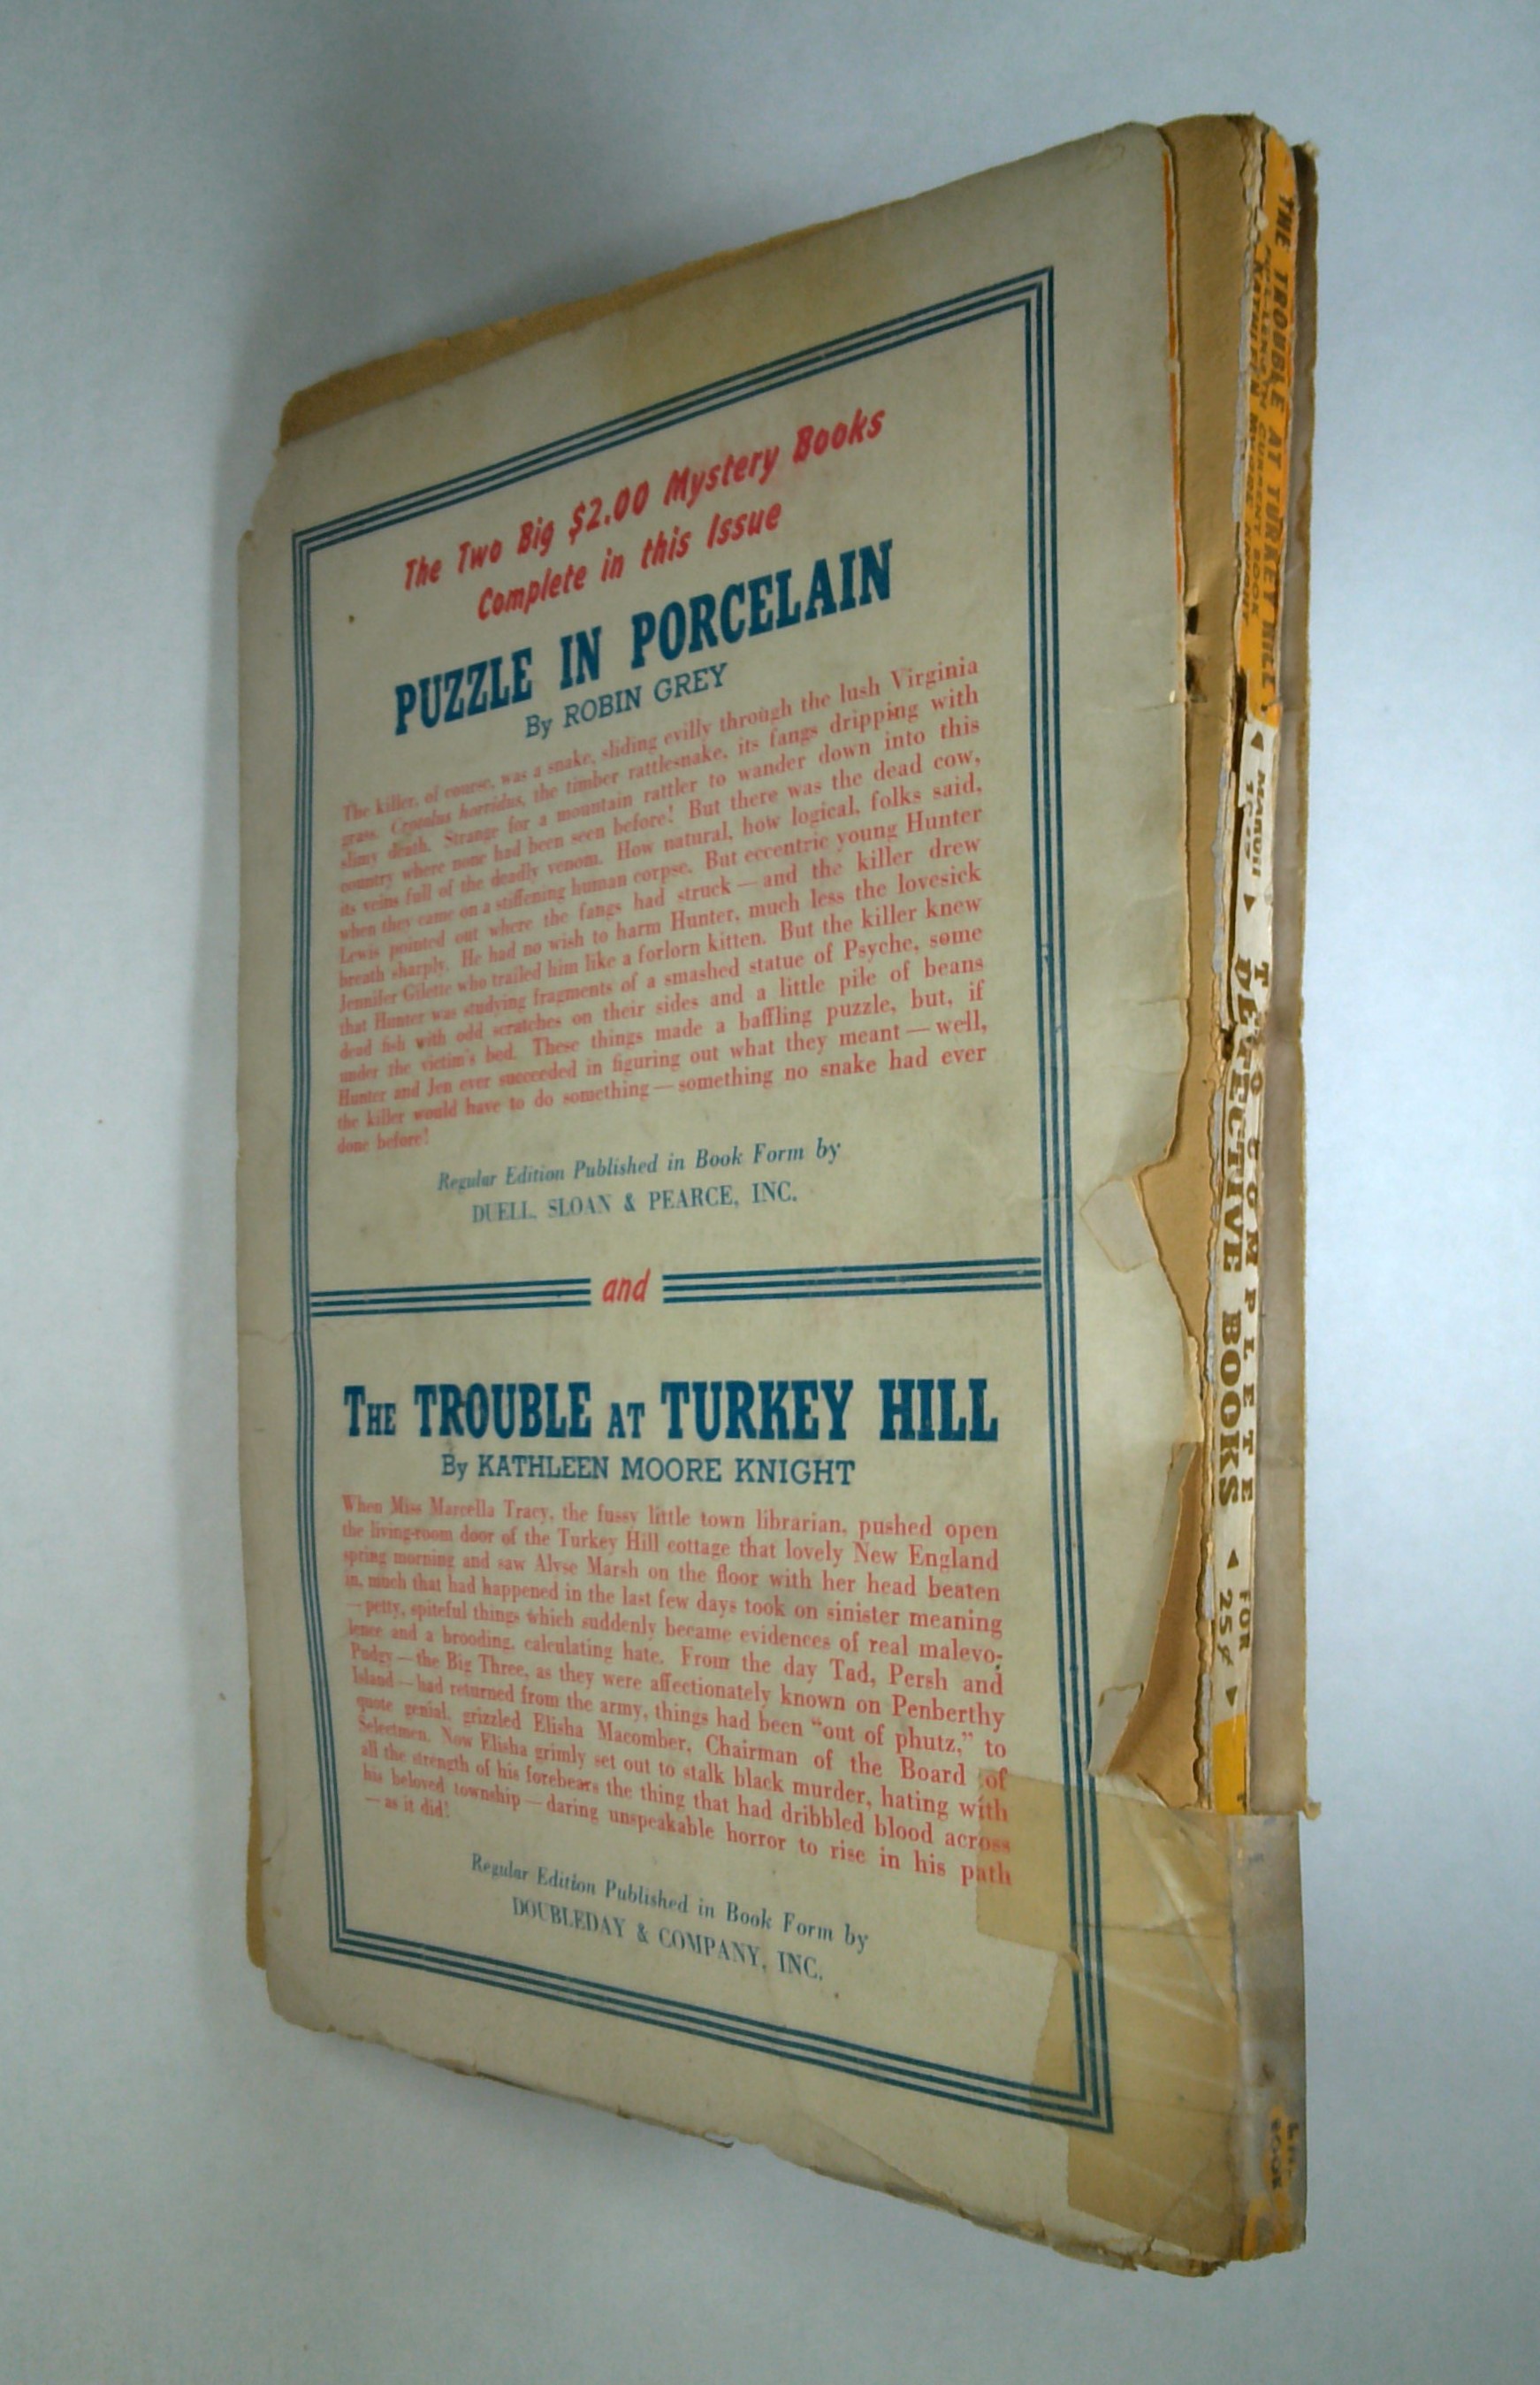 The Two Big $2.00 Mystery Books
Complete in this Issue
PUZZLE IN PORCELAIN
By ROBIN GREY
The killer, of course, was a snake, sliding evilly through the lush Virginia
grass. Crotalus horridus, the timber rattlesnake, its fangs dripping with
slimy death. Strange for a mountain rattler to wander down into this
country where none had been seen before! But there was the dead cow,
its veins full of the deadly venom. How natural, how logical, folks said,
when they came on a stiffening human corpse. But eccentric young Hunter
Lewis pointed out where the fangs had struck — and the killer drew
breath sharply. He had no wish to harm Hunter, much less the lovesick
Jennifer Gilette who trailed him like a forlorn kitten. But the killer knew
that Hunter was studying fragments of a smashed statue of Psyche, some
dead fish with odd scratches on their sides and a little pile of beans
under the victim's bed. These things made a baffling puzzle, but, if
Hunter and Jen ever succeeded in figuring out what they meant — well,
the killer would have to do something — something no snake had ever
done before!
Regular Edition Published in Book Form by
DUELL, SLOAN & PEARCE, INC.
and
THE TROUBLE AT TURKEY HILL
By KATHLEEN MOORE KNIGHT
When Miss Marcella Tracy, the fussy little town librarian, pushed open
the living-room door of the Turkey Hill cottage that lovely New England
spring morning and saw Alyse Marsh on the floor with her head beaten
in, much that had happened in the last few days took on sinister meaning
— petty, spiteful things which suddenly became evidences of real malevo-
lence and a brooding, calculating hate. From the day Tad, Persh and
Pudgy — the Big Three, as they were affectionately known on Penberthy
Island — had returned from the army, things had been "out of phutz," to
quote genial, grizzled Elisha Macomber, Chairman of the Board of
Selectmen. Now Elisha grimly set out to stalk black murder, hating with
all the strength of his forebears the thing that had dribbled blood across
his beloved township — daring unspeakable horror to rise in his path
— as it did!
Regular Edition Published in Book Form by
DOUBLEDAY & COMPANY, INC.
THE TROUBLE AT TURKEY HILL
KATHLEEN MOORE KNIGHT
MARCH
TWO COMPLETE
DETECTIVE BOOKS
FOR
25¢
BOOK